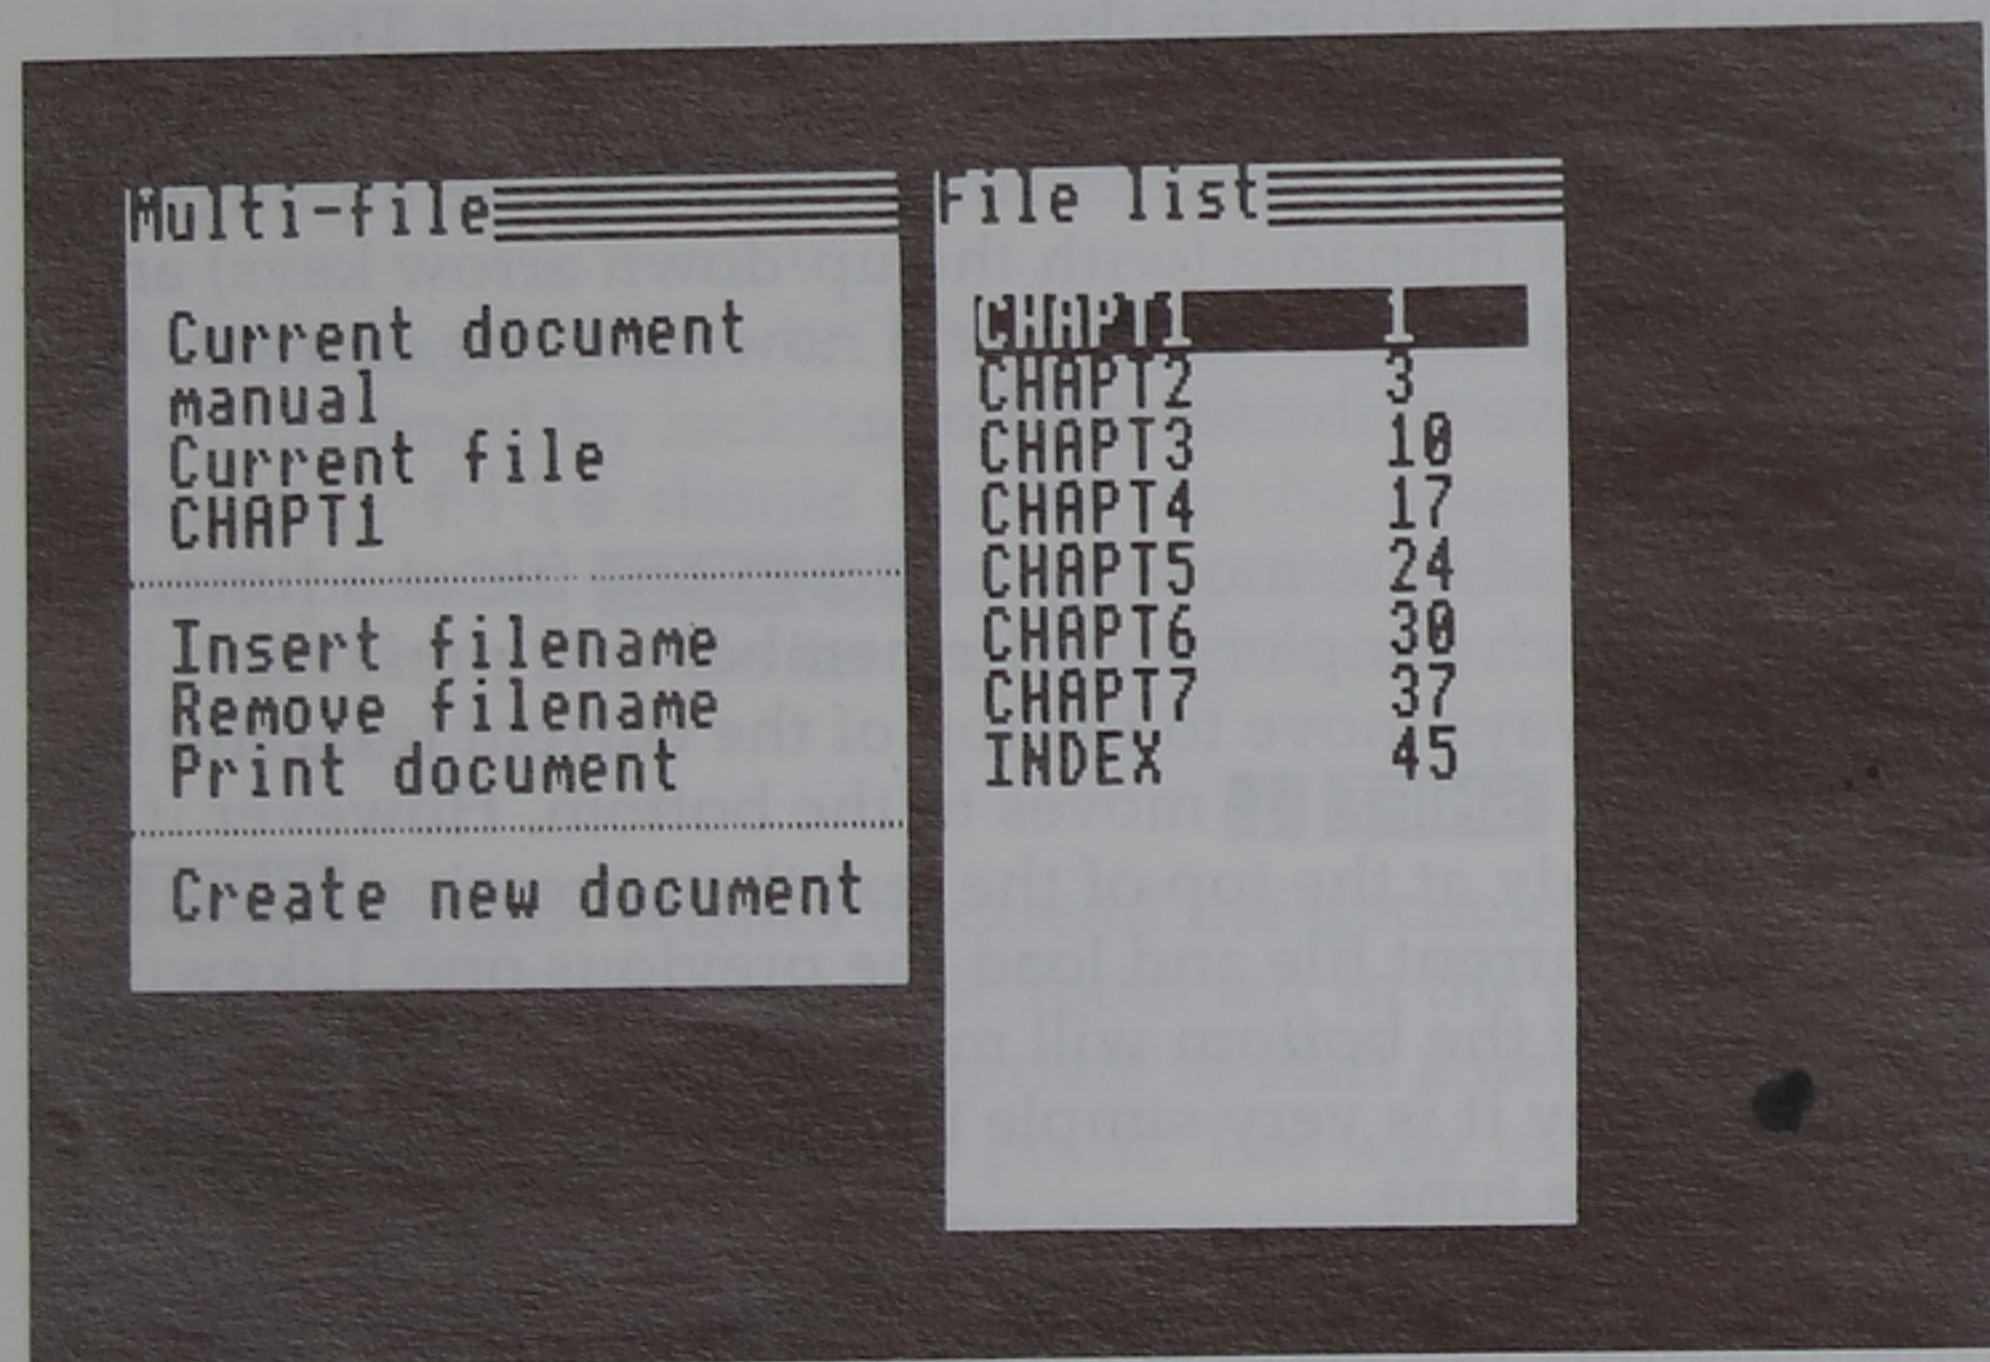 Multi-file
Current document
manual
Current file
CHAPT1
Insert filename
Remove filename
Print document
Create new document
File list
CHAPT1 1
CHAPT2 3
CHAPT3 10
CHAPT4 17
CHAPT5 24
CHAPT6 30
CHAPT7 37
INDEX 45